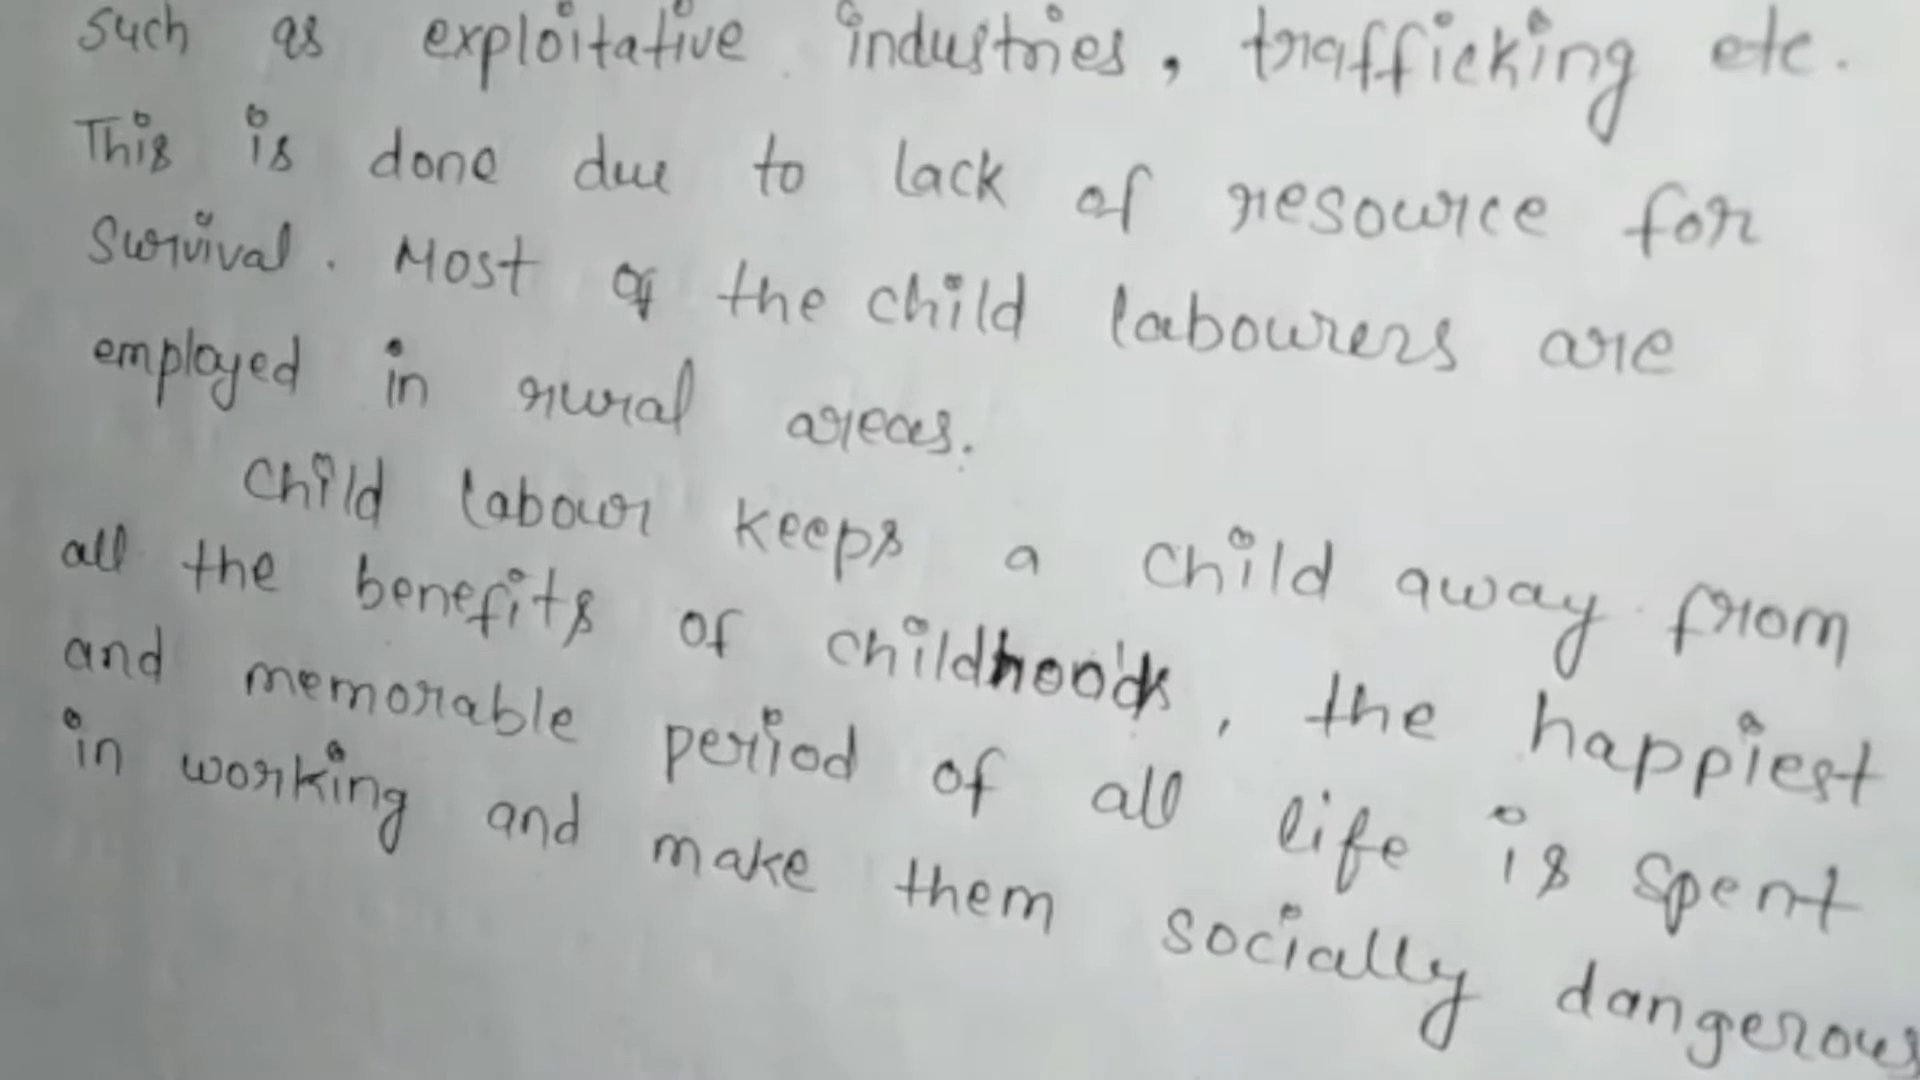 such as exploitative industries, trafficking etc.
This is done due to lack of resource for
survival. Most of the child labourers are
employed in rural areas.
Child labour keeps a child away from
all the benefits of childhoods, the happiest
and memorable period of all life is spent
in working and make them socially dangerous